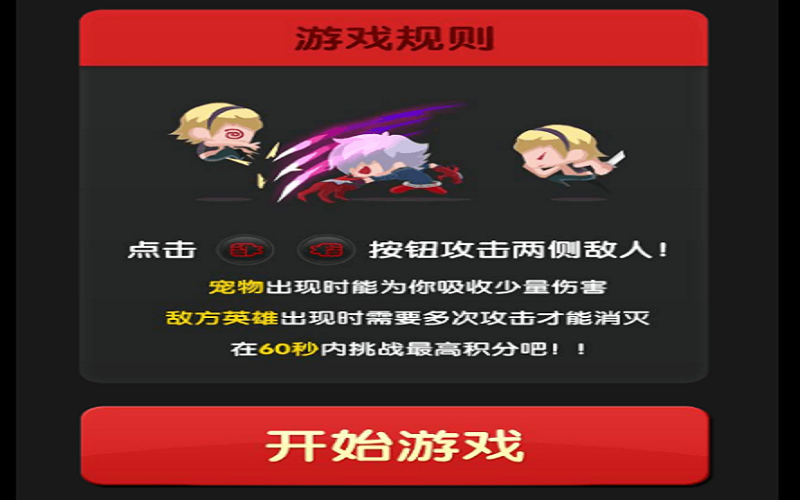 游戏规则
点击 按钮攻击两侧敌人!
宠物出现时能为你吸收少量伤害
敌方英雄出现时需要多次攻击才能消灭
在60秒内挑战最高积分吧!!
开始游戏